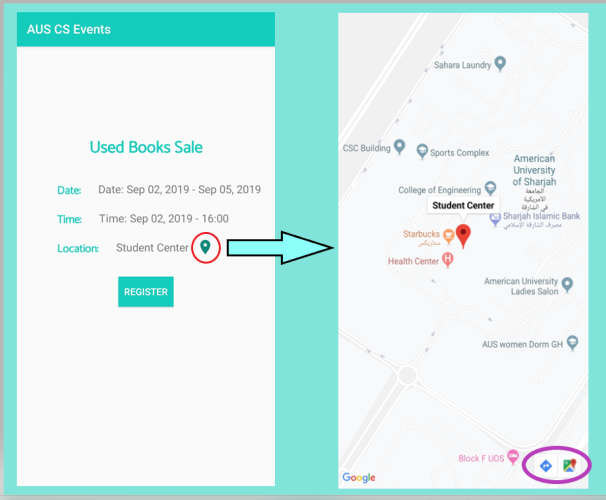 AUS CS Events
Used Books Sale
Date: Date: Sep 02, 2019 - Sep 05, 2019
Time: Time: Sep 02, 2019 - 16:00
Location: Student Center
REGISTER
Sahara Laundry
CSC Building
Sports Complex
American
University
of Sharjah
الجامعة
الأمريكية
في الشارقة
College of Engineering
Student Center
Sharjah Islamic Bank
مصرف الشارقة الإسلامي
Starbucks
ستاربكس
Health Center
American University
Ladies Salon
AUS women Dorm GH
Block F UOS
Google